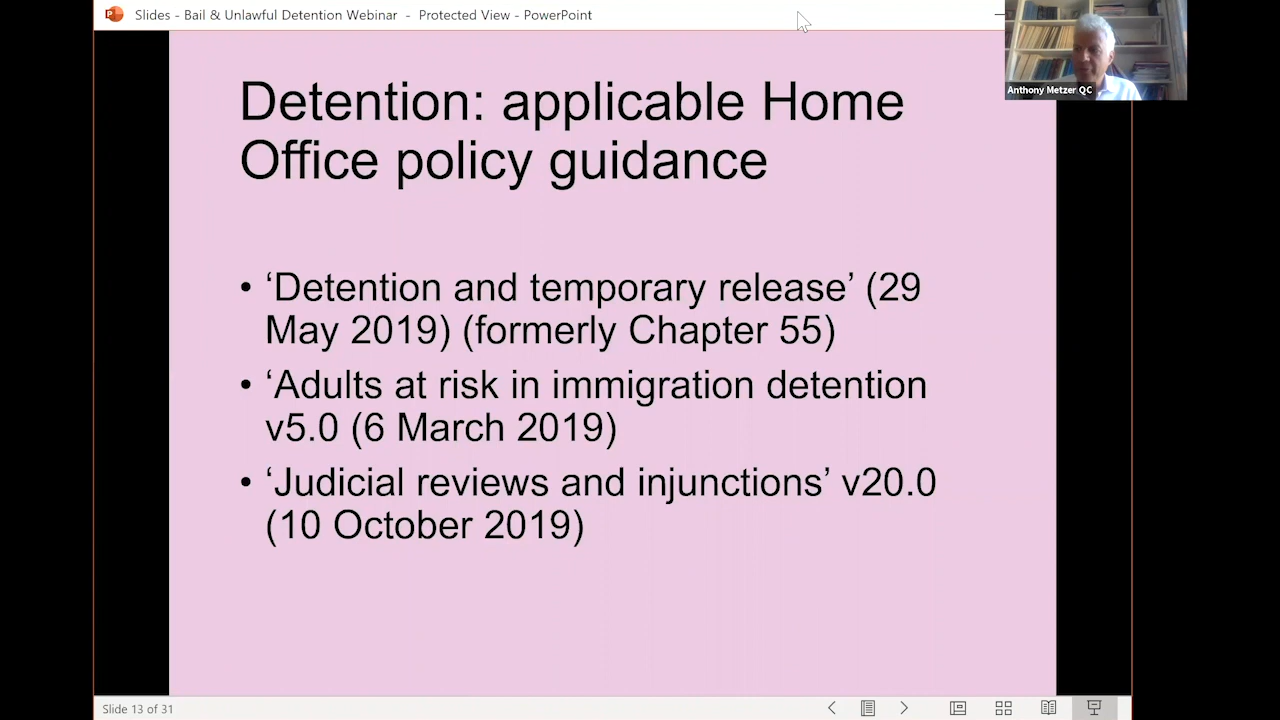 Slides - Bail & Unlawful Detention Webinar - Protected View - PowerPoint
Anthony Metzer QC
Detention: applicable Home
Office policy guidance
• ‘Detention and temporary release’ (29
May 2019) (formerly Chapter 55)
• ‘Adults at risk in immigration detention
v5.0 (6 March 2019)
• ‘Judicial reviews and injunctions’ v20.0
(10 October 2019)
Slide 13 of 31